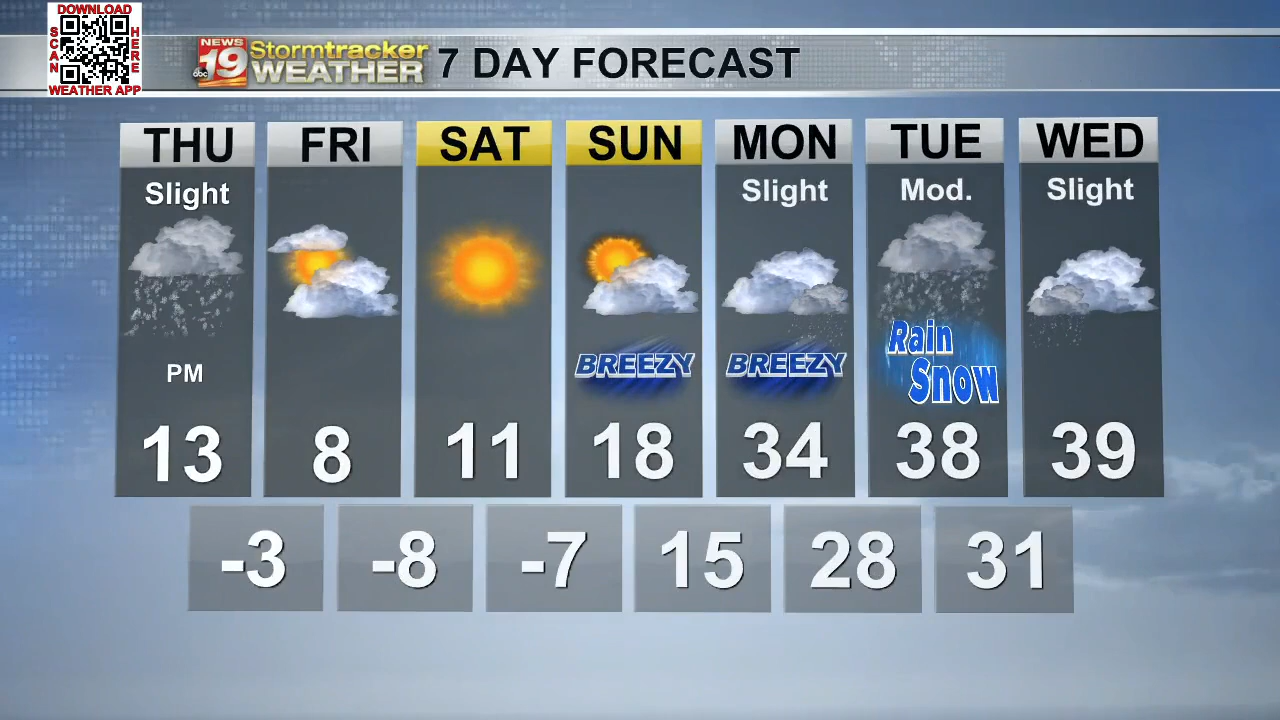 DOWNLOAD
SCAN
HERE
WEATHER APP
NEWS
abc 19
Stormtracker
WEATHER
7 DAY FORECAST
THU FRI SAT SUN MON TUE WED
Slight Slight Mod. Slight
Rain
Snow
PM BREEZY BREEZY
13 8 11 18 34 38 39
-3 -8 -7 15 28 31